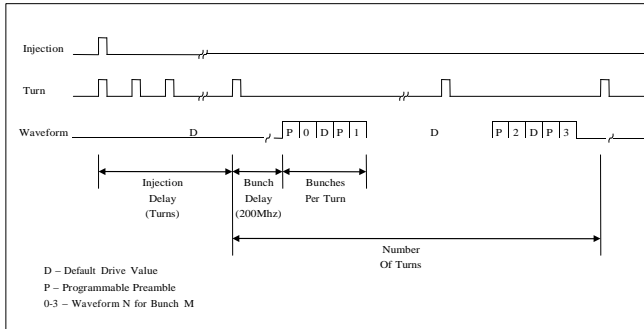 Injection
Turn
Waveform
D
P 0 D P 1
D
P 2 D P 3
Injection
Delay
(Turns)
Bunch
Delay
(200Mhz)
Bunches
Per Turn
Number
Of Turns
D – Default Drive Value
P – Programmable Preamble
0-3 – Waveform N for Bunch M